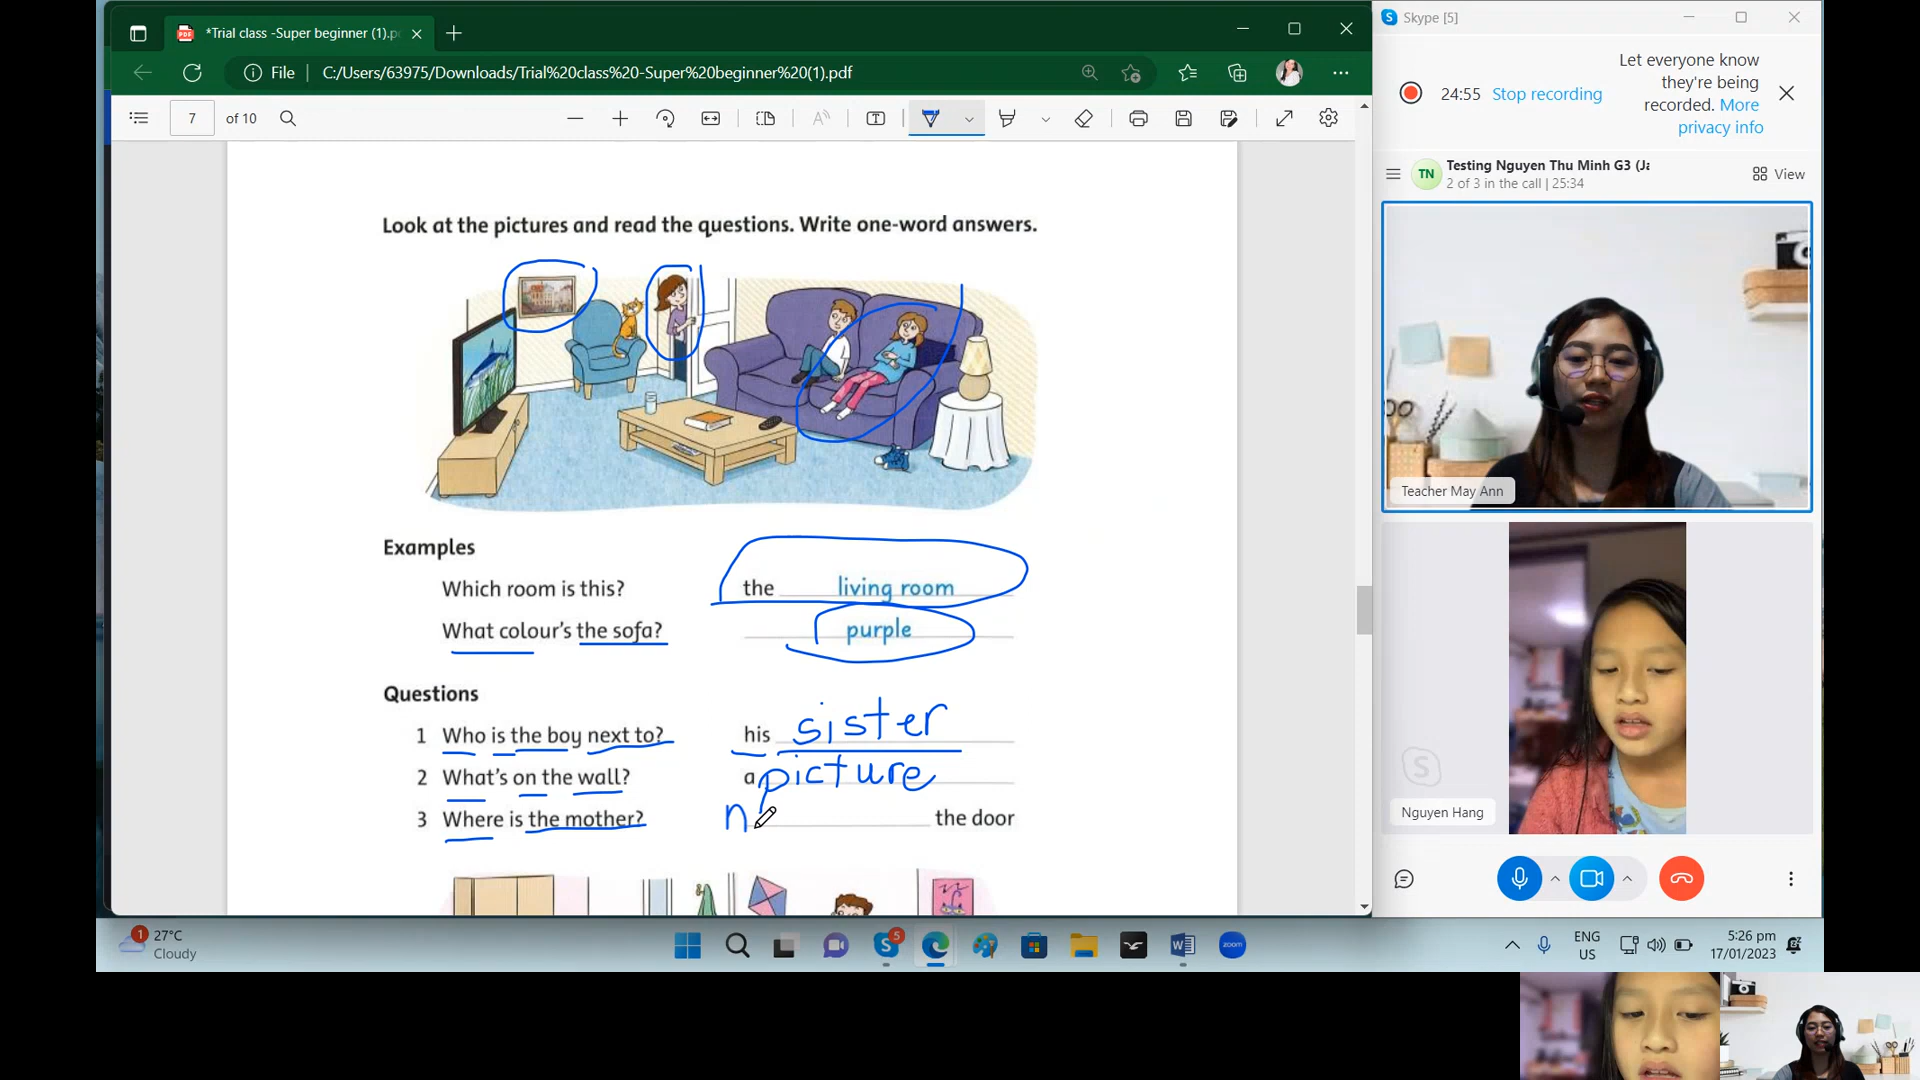 *Trial class -Super beginner (1).p
File
C:/Users/63975/Downloads/Trial%20class%20-Super%20beginner%20(1).pdf
7 of 10
Look at the pictures and read the questions. Write one-word answers.
Examples
Which room is this? the living room
What colour's the sofa? purple
Questions
1 Who is the boy next to? his sister
2 What's on the wall? a picture
3 Where is the mother? n the door
Skype [5]
24:55 Stop recording
Let everyone know
they're being
recorded. More
privacy info
TN
Testing Nguyen Thu Minh G3 (Ja
2 of 3 in the call | 25:34
View
Teacher May Ann
Nguyen Hang
1
27°C
Cloudy
5
zoom
ENG
US
5:26 pm
17/01/2023